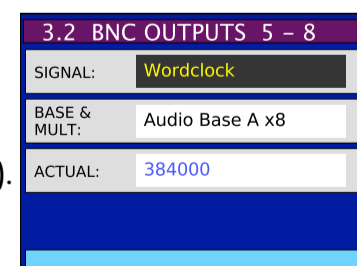 3.2 BNC OUTPUTS 5 – 8
SIGNAL: Wordclock
BASE &
MULT: Audio Base A x8
). ACTUAL: 384000